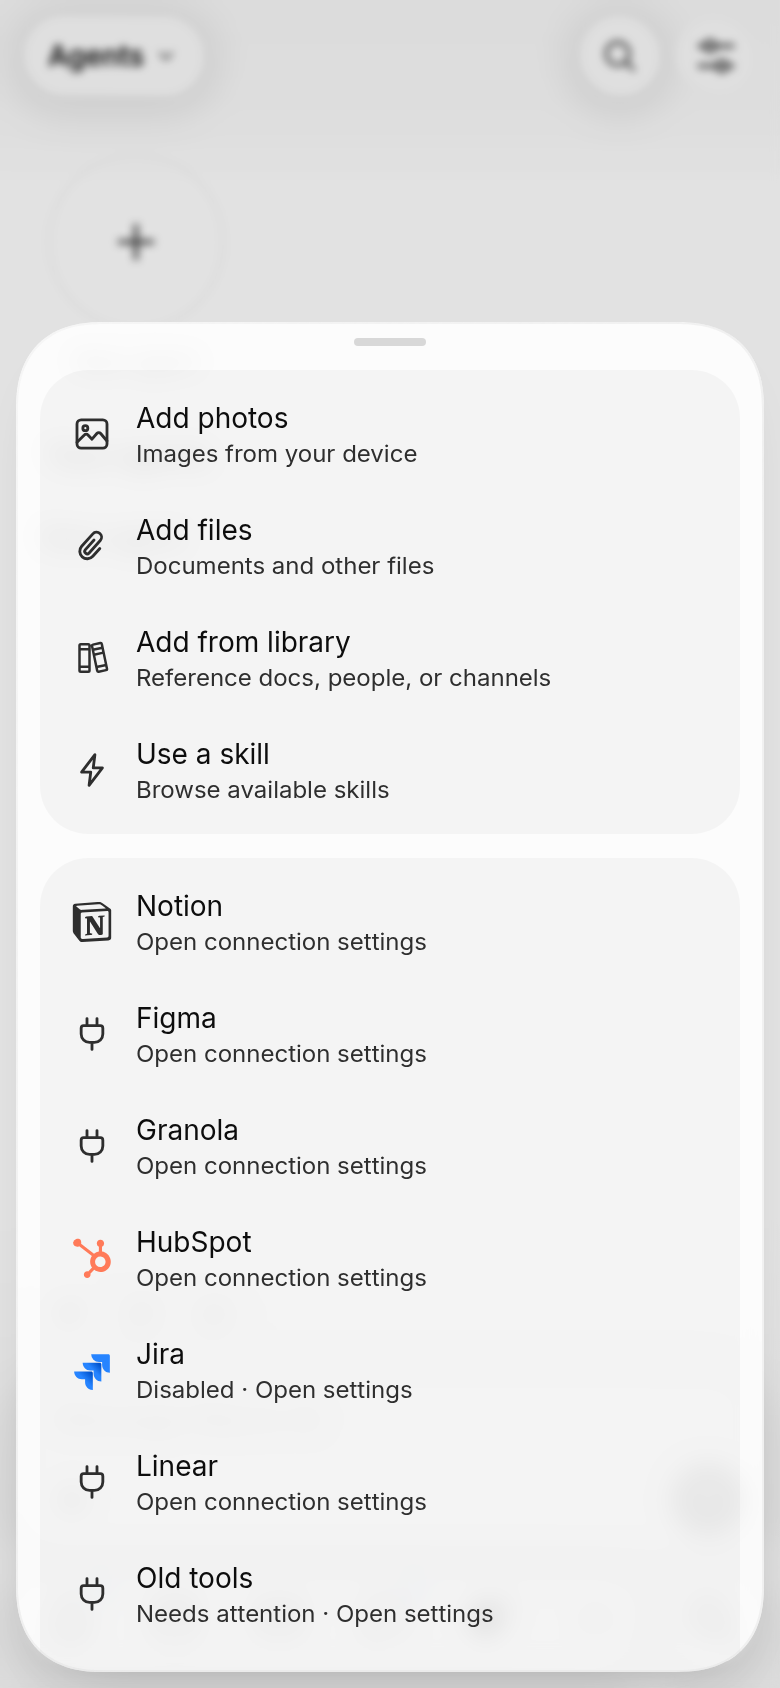 Agents
Add photos
Images from your device
Add files
Documents and other files
Add from library
Reference docs, people, or channels
Use a skill
Browse available skills
Notion
Open connection settings
Figma
Open connection settings
Granola
Open connection settings
HubSpot
Open connection settings
Jira
Disabled · Open settings
Linear
Open connection settings
Old tools
Needs attention · Open settings